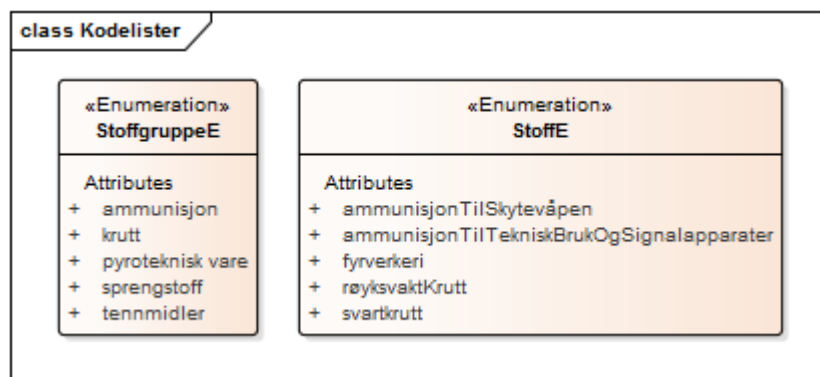 class Kodelister
«Enumeration»
StoffgruppeE
Attributes
+ ammunisjon
+ krutt
+ pyroteknisk vare
+ sprengstoff
+ tennmidler
«Enumeration»
StoffE
Attributes
+ ammunisjonTilSkytevåpen
+ ammunisjonTilTekniskBrukOgSignalapparater
+ fyrverkeri
+ røyksvaktKrutt
+ svartkrutt